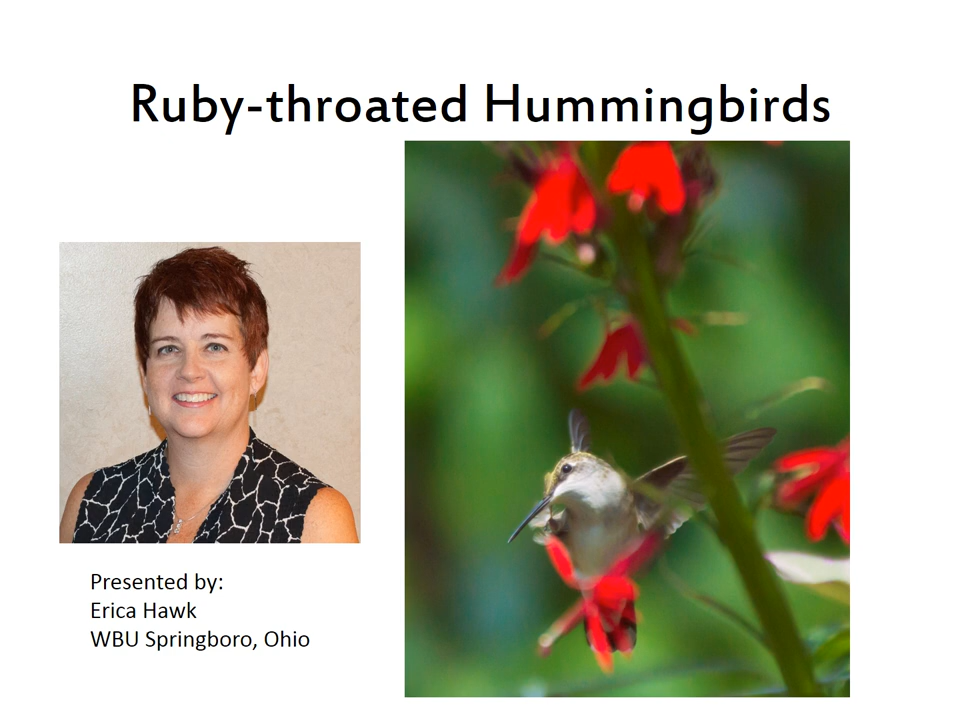 Ruby-throated Hummingbirds
Presented by:
Erica Hawk
WBU Springboro, Ohio